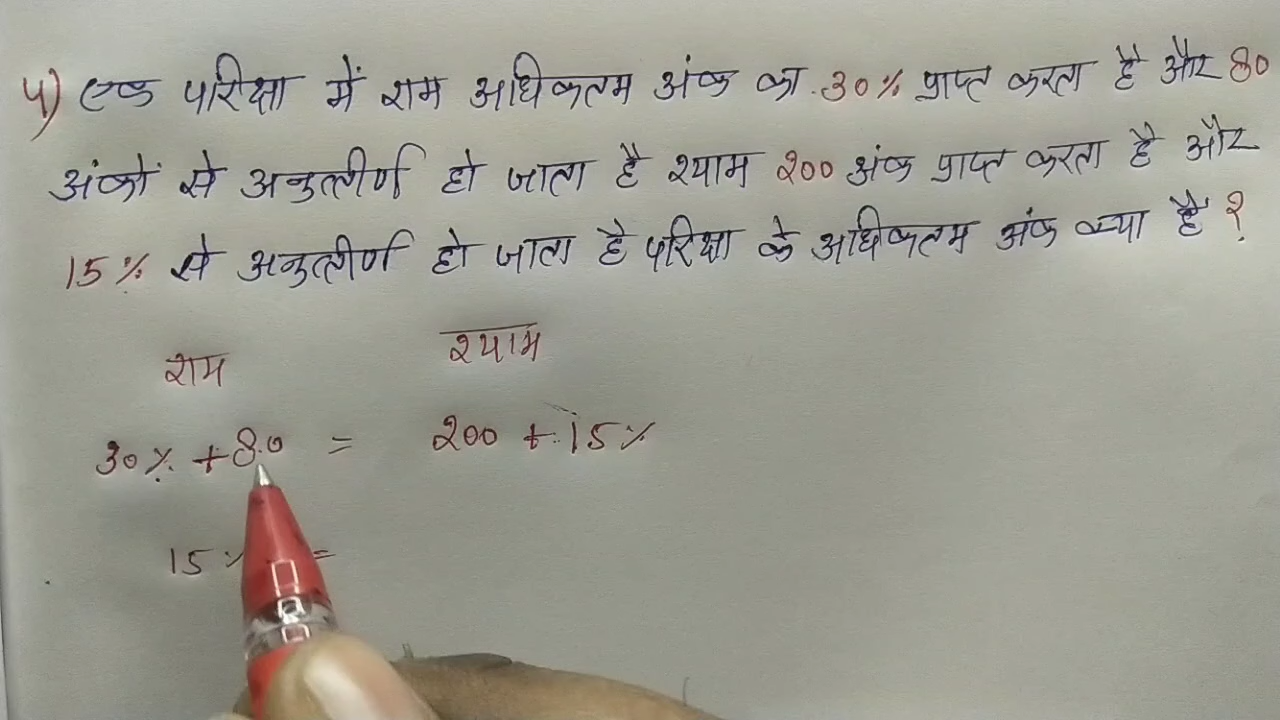 4) एक परिक्षा में राम अधिकतम अंक का 30% प्राप्त करता है और 80
अंकों से अनुत्तीर्ण हो जाता है श्याम 200 अंक प्राप्त करता है और
15% से अनुत्तीर्ण हो जाता है परिक्षा के अधिकतम अंक क्या है ?
राम श्याम
30% + 80 = 200 + 15%
15% =